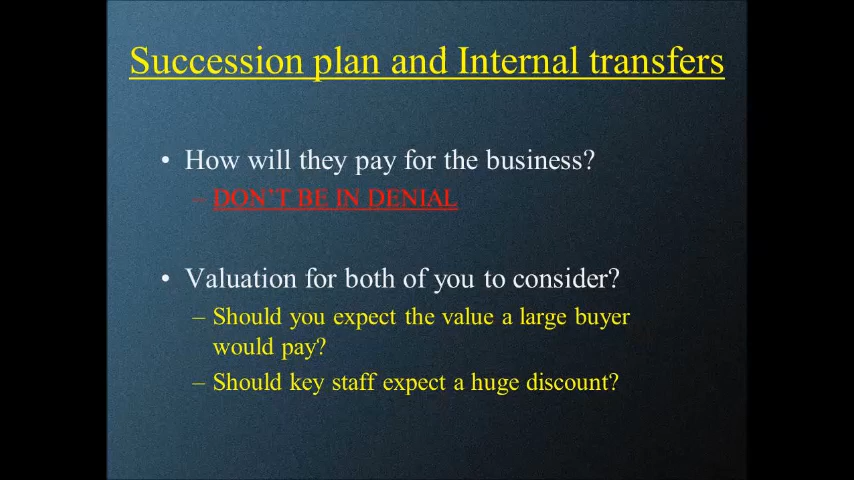 Succession plan and Internal transfers
• How will they pay for the business?
– DON'T BE IN DENIAL
• Valuation for both of you to consider?
– Should you expect the value a large buyer
would pay?
– Should key staff expect a huge discount?